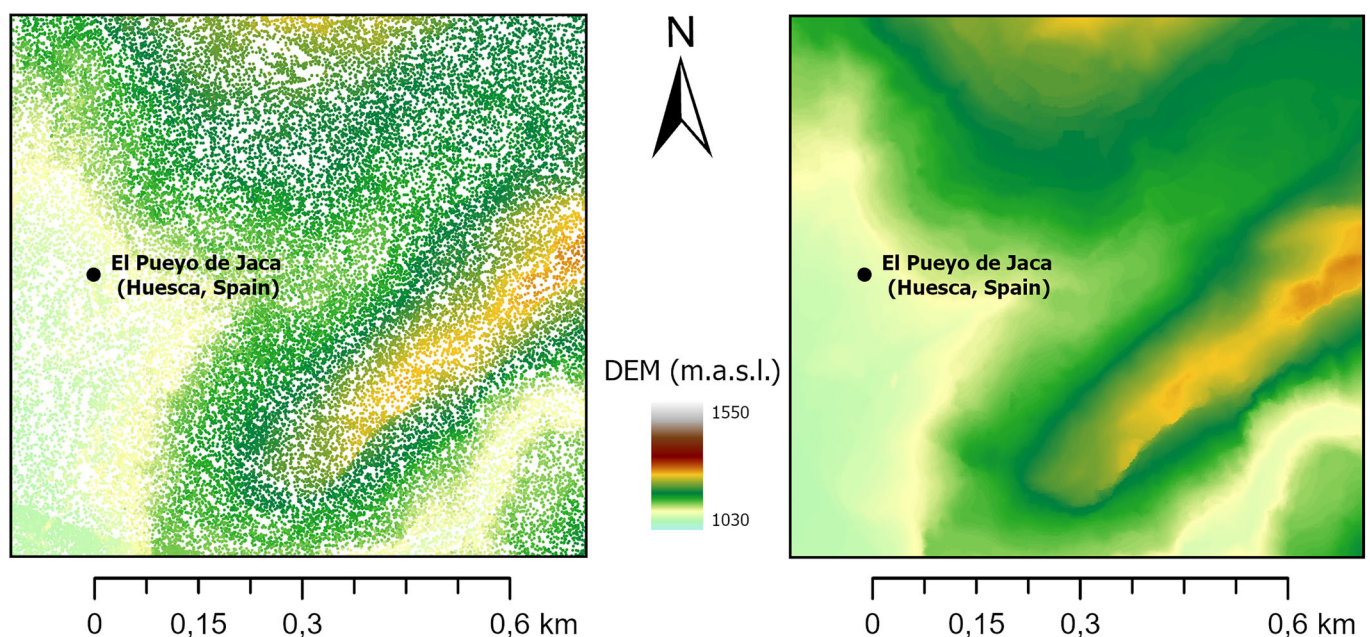 N
El Pueyo de Jaca
(Huesca, Spain)
El Pueyo de Jaca
(Huesca, Spain)
DEM (m.a.s.l.)
1550
1030
0 0,15 0,3 0,6 km
0 0,15 0,3 0,6 km